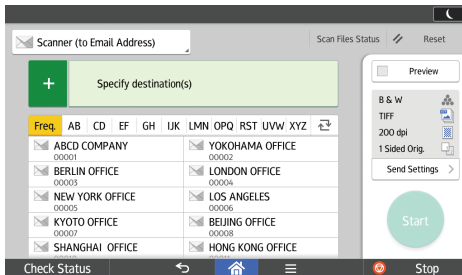 Scanner (to Email Address)
Scan Files Status
Reset
+ Specify destination(s)
Preview
Freq. AB CD EF GH IJK LMN OPQ RST UVW XYZ
ABCD COMPANY
00001
YOKOHAMA OFFICE
00002
BERLIN OFFICE
00003
LONDON OFFICE
00004
NEW YORK OFFICE
00005
LOS ANGELES
00006
KYOTO OFFICE
00007
BEIJING OFFICE
00008
SHANGHAI OFFICE
HONG KONG OFFICE
B & W
TIFF
200 dpi
1 Sided Orig.
Send Settings >
Start
Check Status
Stop